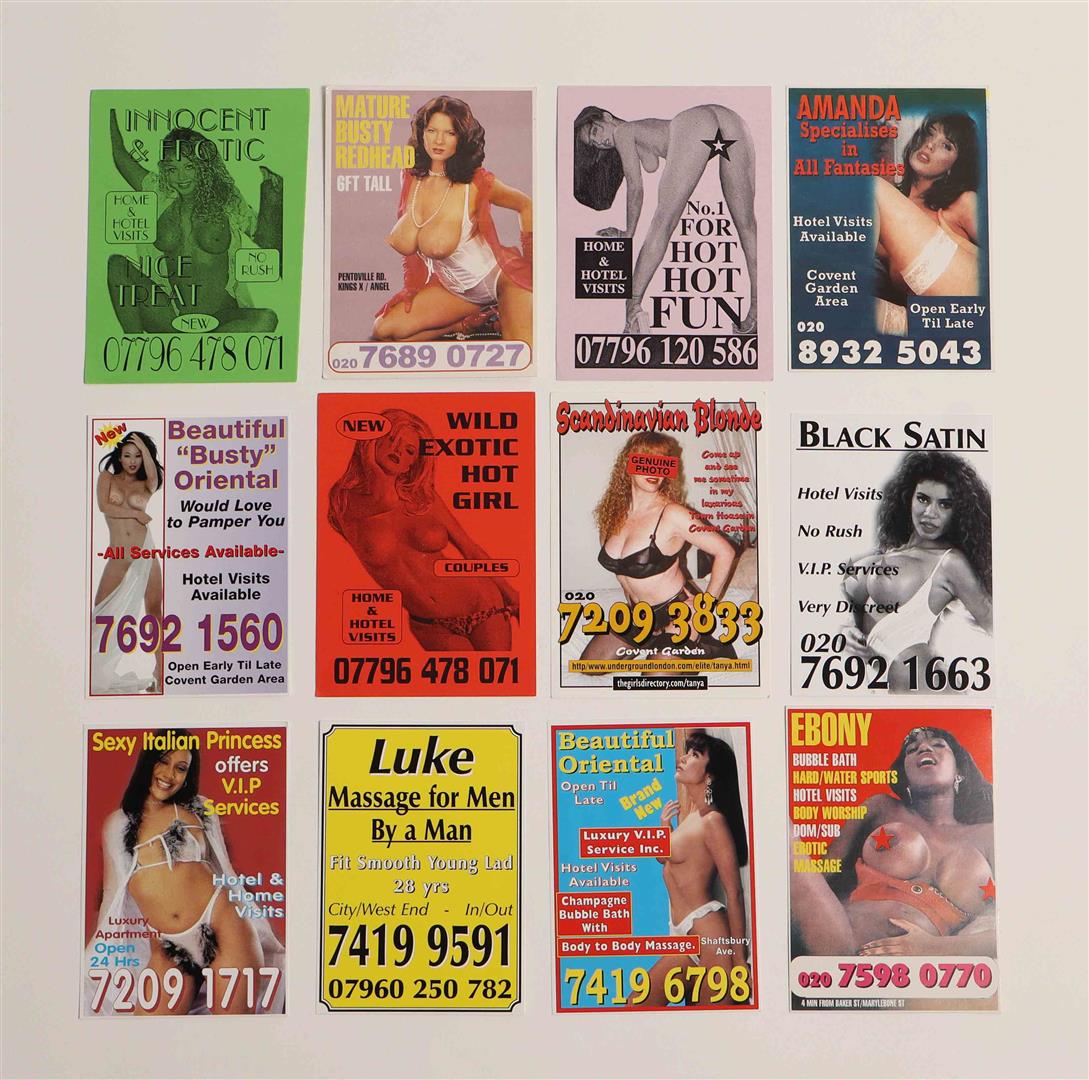 INNOCENT
& EROTIC
HOME
&
HOTEL
VISITS
NO
RUSH
NICE
TREAT
NEW
07796 478 071
MATURE
BUSTY
REDHEAD
6FT TALL
PENTOVILLE RD.
KINGS X / ANGEL
020 7689 0727
No.1
FOR
HOT
HOT
FUN
HOME
&
HOTEL
VISITS
07796 120 586
AMANDA
Specialises
in
All Fantasies
Hotel Visits
Available
Covent
Garden
Area
Open Early
Til Late
020
8932 5043
New
Beautiful
"Busty"
Oriental
Would Love
to Pamper You
-All Services Available-
Hotel Visits
Available
7692 1560
Open Early Til Late
Covent Garden Area
NEW
WILD
EXOTIC
HOT
GIRL
COUPLES
HOME
&
HOTEL
VISITS
07796 478 071
Scandinavian Blonde
GENUINE
PHOTO
Come up
and see
me sometime
in my
luxurious
Town House in
Covent Garden
020
7209 3833
Covent Garden
http/www.undergroundlondon.com/elite/tanya.html
thegirlsdirectory.com/tanya
BLACK SATIN
Hotel Visits
No Rush
V.I.P. Services
Very Discreet
020
7692 1663
Sexy Italian Princess
offers
V.I.P
Services
Hotel &
Home
Visits
Luxury
Apartment
Open
24 Hrs
7209 1717
Luke
Massage for Men
By a Man
Fit Smooth Young Lad
28 yrs
City/West End - In/Out
7419 9591
07960 250 782
Beautiful
Oriental
Open Til
Late
Brand
New
Luxury V.I.P.
Service Inc.
Hotel Visits
Available
Champagne
Bubble Bath
With
Body to Body Massage.
Shaftsbury
Ave.
7419 6798
EBONY
BUBBLE BATH
HARD/WATER SPORTS
HOTEL VISITS
BODY WORSHIP
DOM/SUB
EROTIC
MASSAGE
020 7598 0770
4 MIN FROM BAKER ST/MARYLEBONE ST